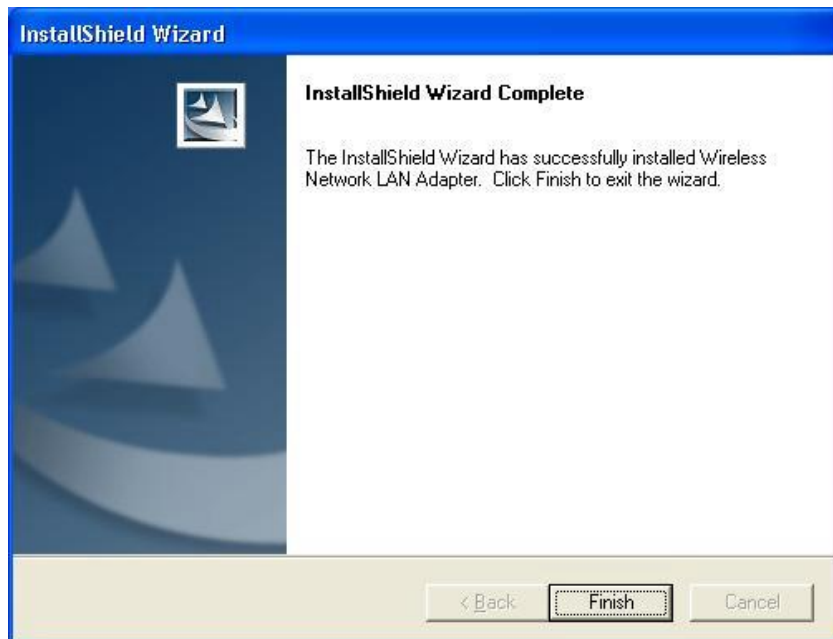 InstallShield Wizard
InstallShield Wizard Complete
The InstallShield Wizard has successfully installed Wireless
Network LAN Adapter. Click Finish to exit the wizard.
< Back
Finish
Cancel